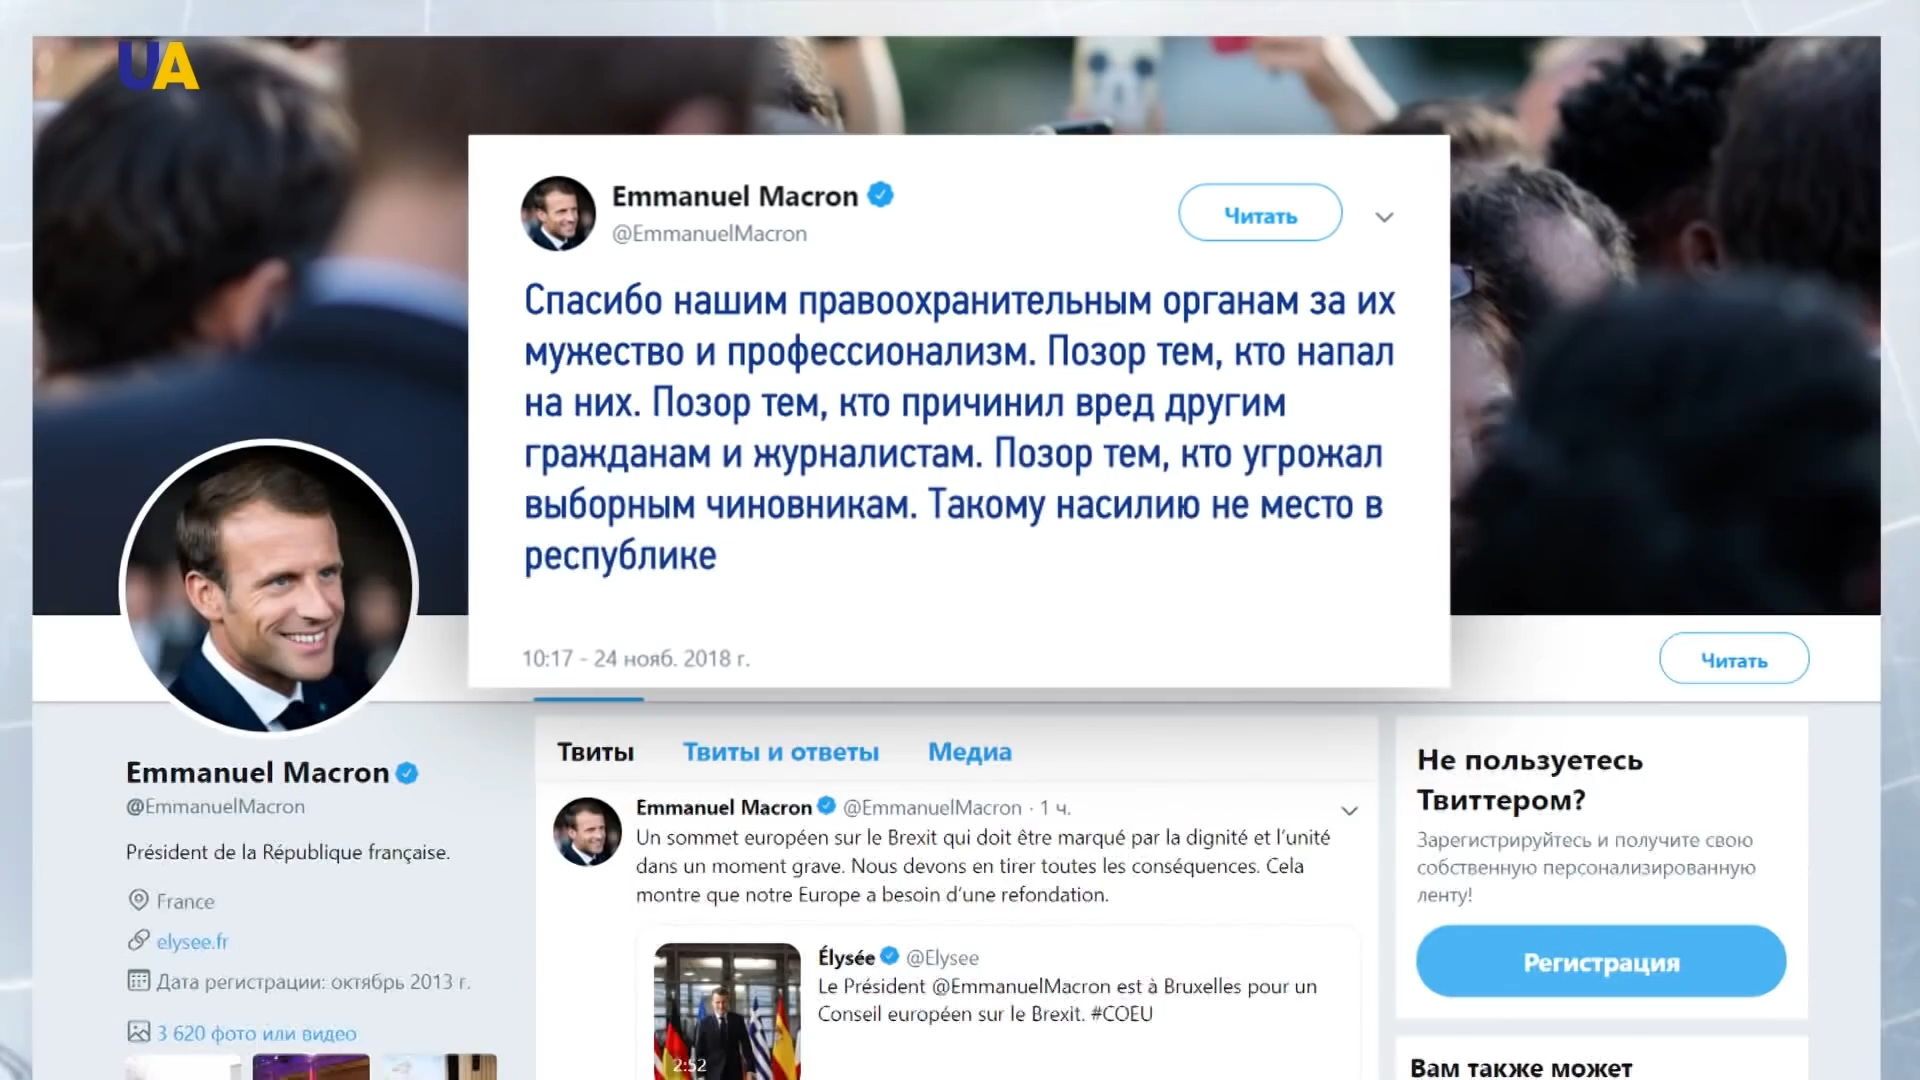 UA
Emmanuel Macron
@EmmanuelMacron
Читать
Спасибо нашим правоохранительным органам за их
мужество и профессионализм. Позор тем, кто напал
на них. Позор тем, кто причинил вред другим
гражданам и журналистам. Позор тем, кто угрожал
выборным чиновникам. Такому насилию не место в
республике
10:17 - 24 нояб. 2018 г.
Читать
Emmanuel Macron
@EmmanuelMacron
Président de la République française.
France
elysee.fr
Дата регистрации: октябрь 2013 г.
3 620 фото или видео
Твиты Твиты и ответы Медиа
Emmanuel Macron @EmmanuelMacron · 1 ч.
Un sommet européen sur le Brexit qui doit être marqué par la dignité et l’unité
dans un moment grave. Nous devons en tirer toutes les conséquences. Cela
montre que notre Europe a besoin d’une refondation.
Élysée @Elysee
Le Président @EmmanuelMacron est à Bruxelles pour un
Conseil européen sur le Brexit. #COEU
2:52
Не пользуетесь
Твиттером?
Зарегистрируйтесь и получите свою
собственную персонализированную
ленту!
Регистрация
Вам также может